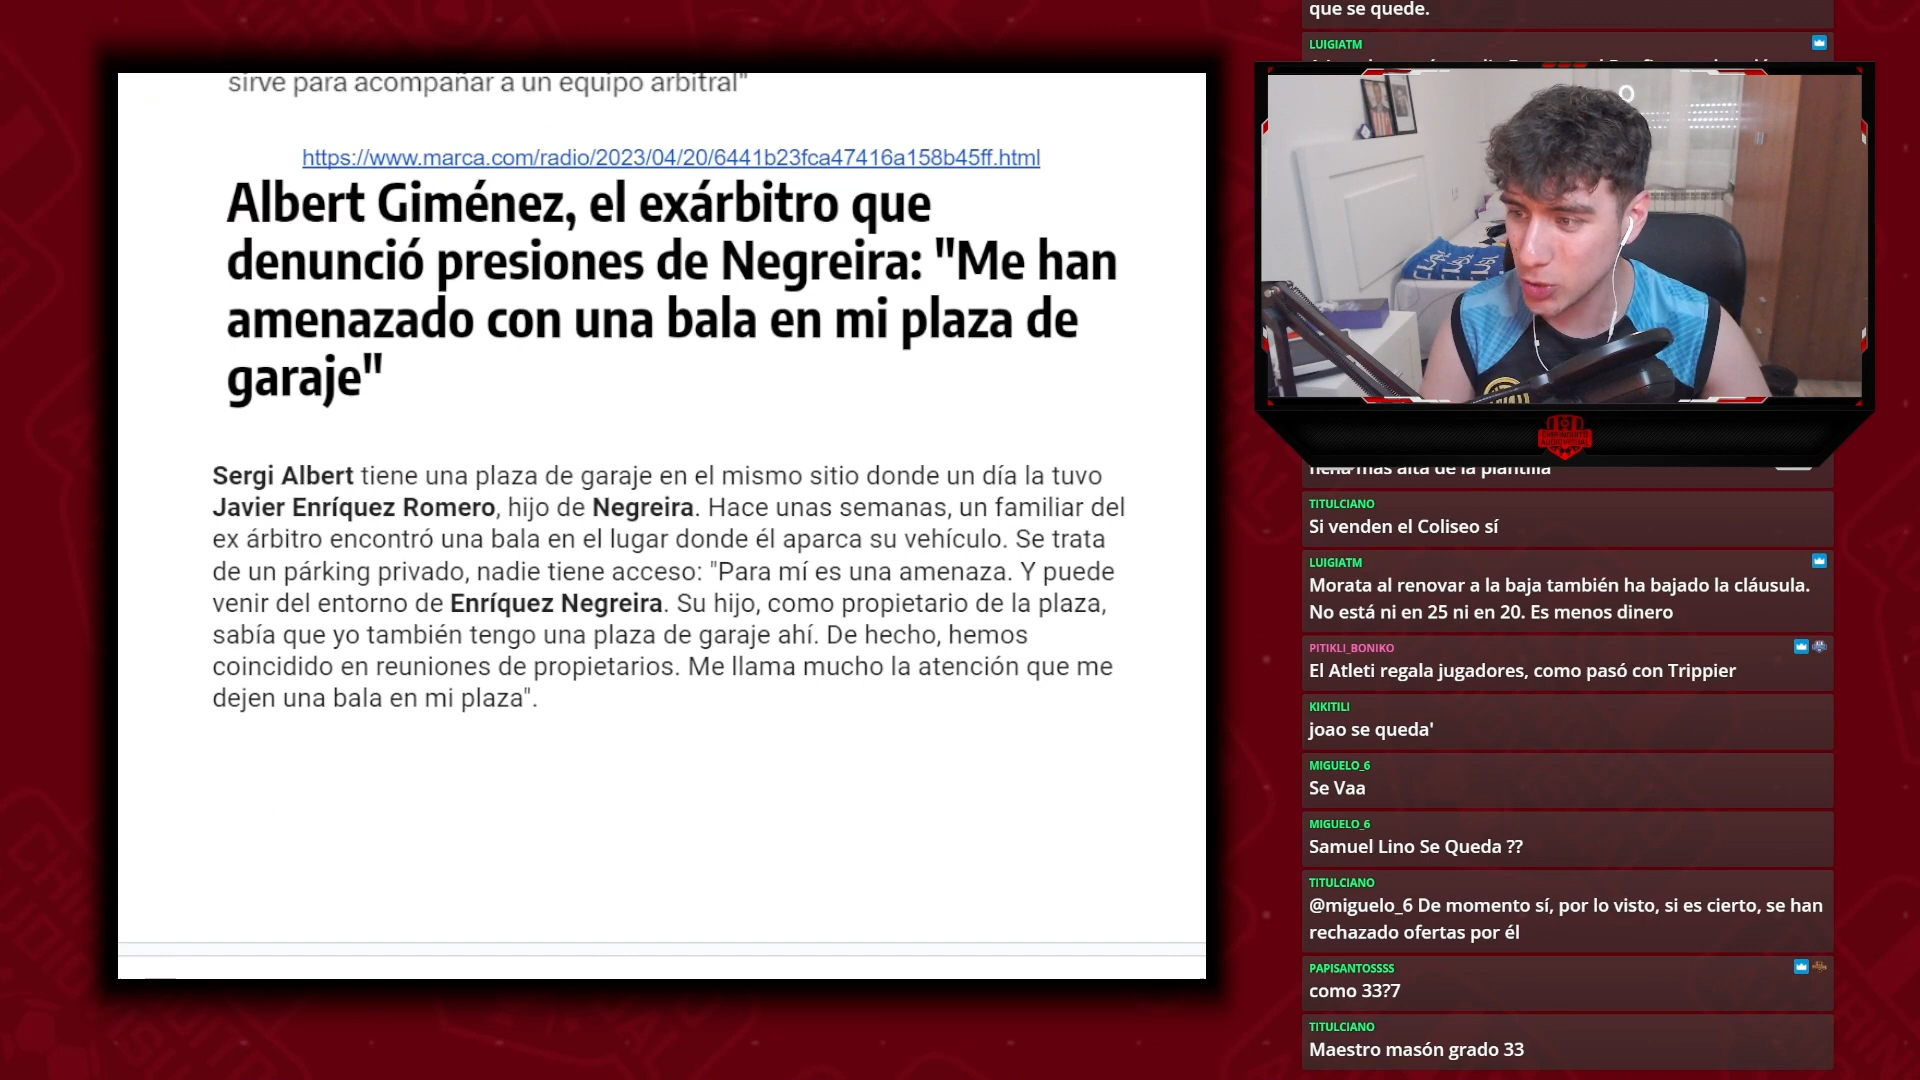 sirve para acompañar a un equipo arbitral"
https://www.marca.com/radio/2023/04/20/6441b23fca47416a158b45ff.html
Albert Giménez, el exárbitro que
denunció presiones de Negreira: "Me han
amenazado con una bala en mi plaza de
garaje"
Sergi Albert tiene una plaza de garaje en el mismo sitio donde un día la tuvo
Javier Enríquez Romero, hijo de Negreira. Hace unas semanas, un familiar del
ex árbitro encontró una bala en el lugar donde él aparca su vehículo. Se trata
de un párking privado, nadie tiene acceso: "Para mí es una amenaza. Y puede
venir del entorno de Enríquez Negreira. Su hijo, como propietario de la plaza,
sabía que yo también tengo una plaza de garaje ahí. De hecho, hemos
coincidido en reuniones de propietarios. Me llama mucho la atención que me
dejen una bala en mi plaza".
que se quede.
LUIGIATM
más alta de la plantilla
TITULCIANO
Si venden el Coliseo sí
LUIGIATM
Morata al renovar a la baja también ha bajado la cláusula.
No está ni en 25 ni en 20. Es menos dinero
PITIKLI_BONIKO
El Atleti regala jugadores, como pasó con Trippier
KIKITILI
joao se queda'
MIGUELO_6
Se Vaa
MIGUELO_6
Samuel Lino Se Queda ??
TITULCIANO
@miguelo_6 De momento sí, por lo visto, si es cierto, se han
rechazado ofertas por él
PAPISANTOSSSS
como 33?7
TITULCIANO
Maestro masón grado 33